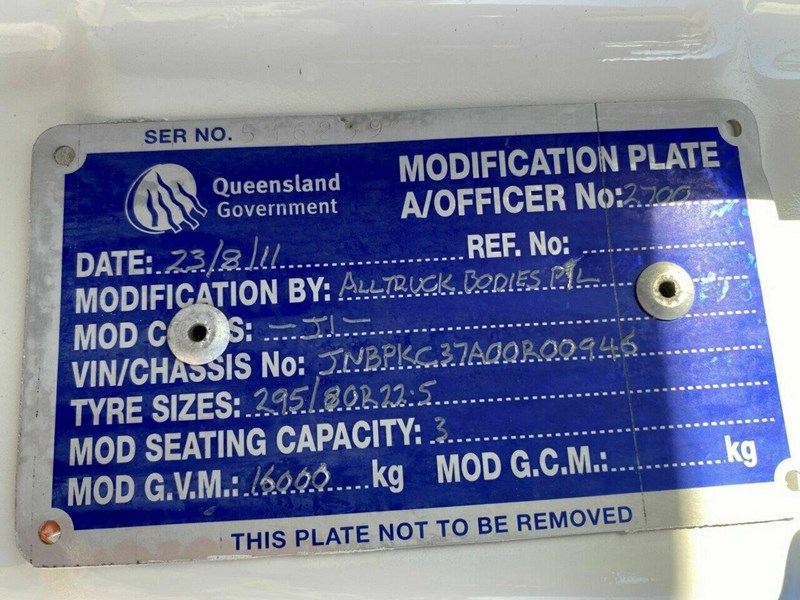 SER NO.
Queensland Government
MODIFICATION PLATE
A/OFFICER No: 2700
DATE: 23/8/11 REF. No:
MODIFICATION BY: ALLTRUCK BODIES P/L
MOD C S: - J1 -
VIN/CHASSIS No: JNBPKC37A00R00946
TYRE SIZES: 295/80R22.5
MOD SEATING CAPACITY: 3
MOD G.V.M.: 16000 kg MOD G.C.M.: kg
THIS PLATE NOT TO BE REMOVED